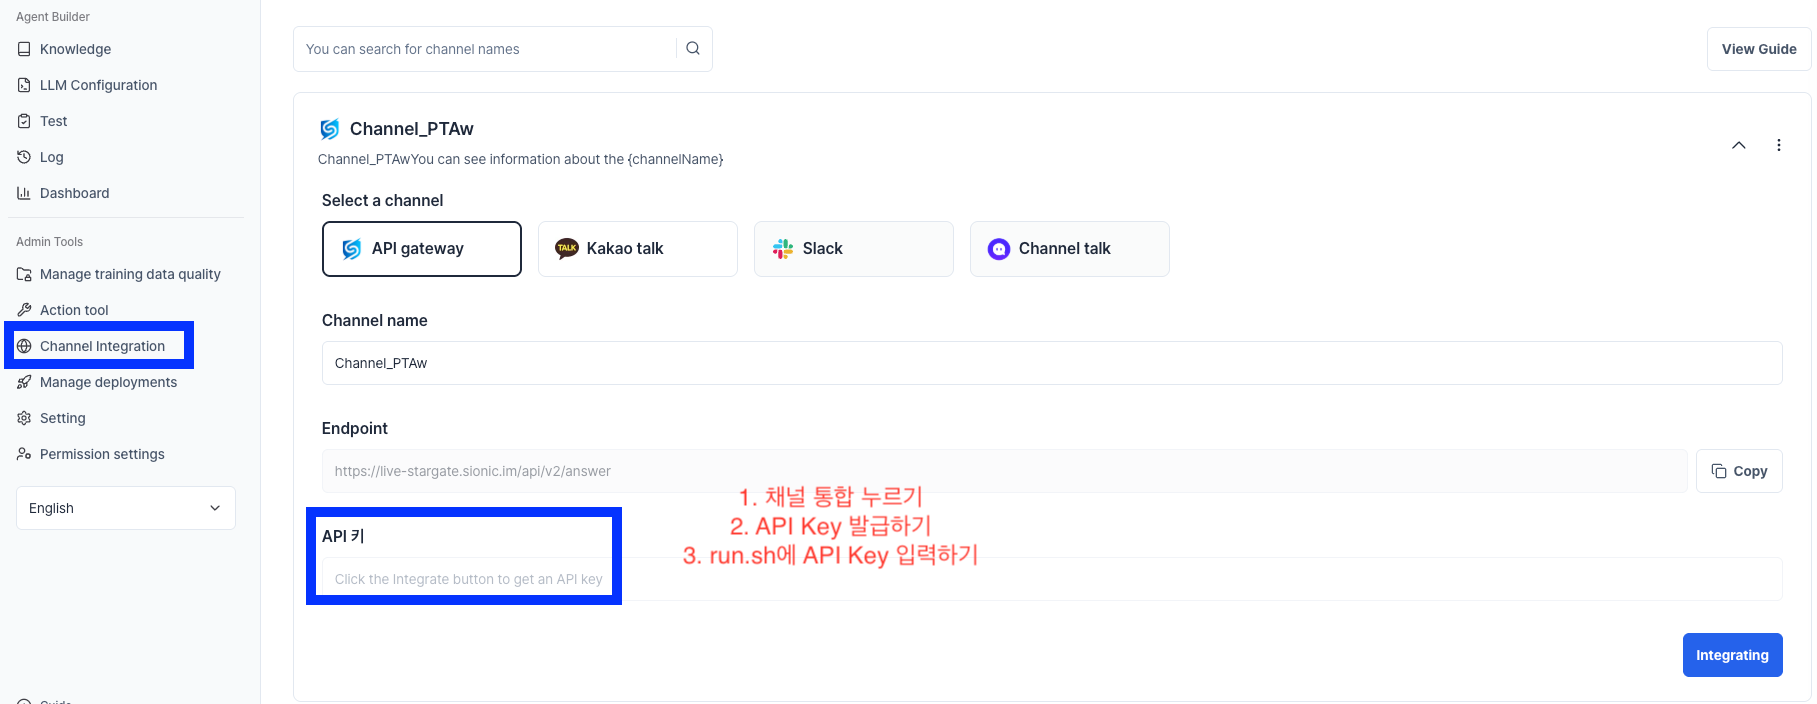 Agent Builder
Knowledge
LLM Configuration
Test
Log
Dashboard
Admin Tools
Manage training data quality
Action tool
Channel Integration
Manage deployments
Setting
Permission settings
English
You can search for channel names
View Guide
Channel_PTAw
Channel_PTAwYou can see information about the {channelName}
Select a channel
API gateway
TALK
Kakao talk
Slack
Channel talk
Channel name
Channel_PTAw
Endpoint
https://live-stargate.sionic.im/api/v2/answer
Copy
1. 채널 통합 누르기
2. API Key 발급하기
3. run.sh에 API Key 입력하기
API 키
Click the Integrate button to get an API key
Integrating